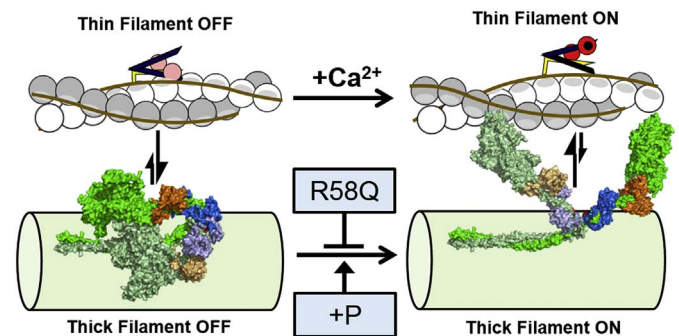 Thin Filament OFF
Thin Filament ON
+Ca²⁺
R58Q
+P
Thick Filament OFF
Thick Filament ON